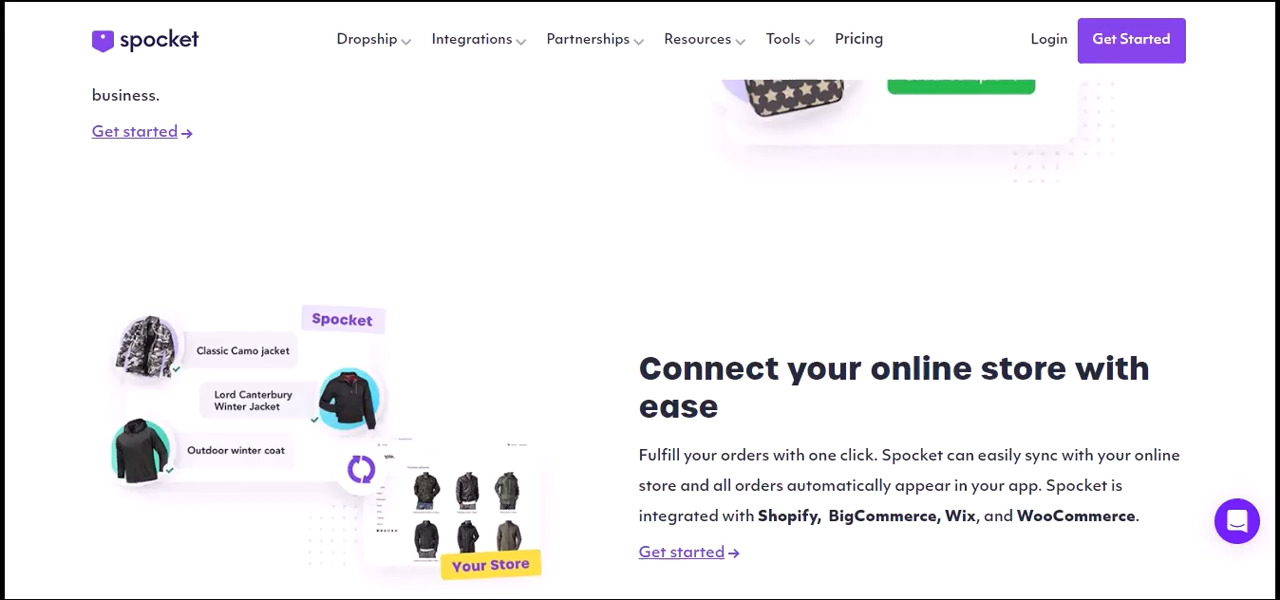 spocket
Dropship
Integrations
Partnerships
Resources
Tools
Pricing
Login
Get Started
business.
Get started →
Spocket
Classic Camo jacket
Lord Canterbury
Winter Jacket
Outdoor winter coat
Your Store
Connect your online store with
ease
Fulfill your orders with one click. Spocket can easily sync with your online
store and all orders automatically appear in your app. Spocket is
integrated with Shopify, BigCommerce, Wix, and WooCommerce.
Get started →